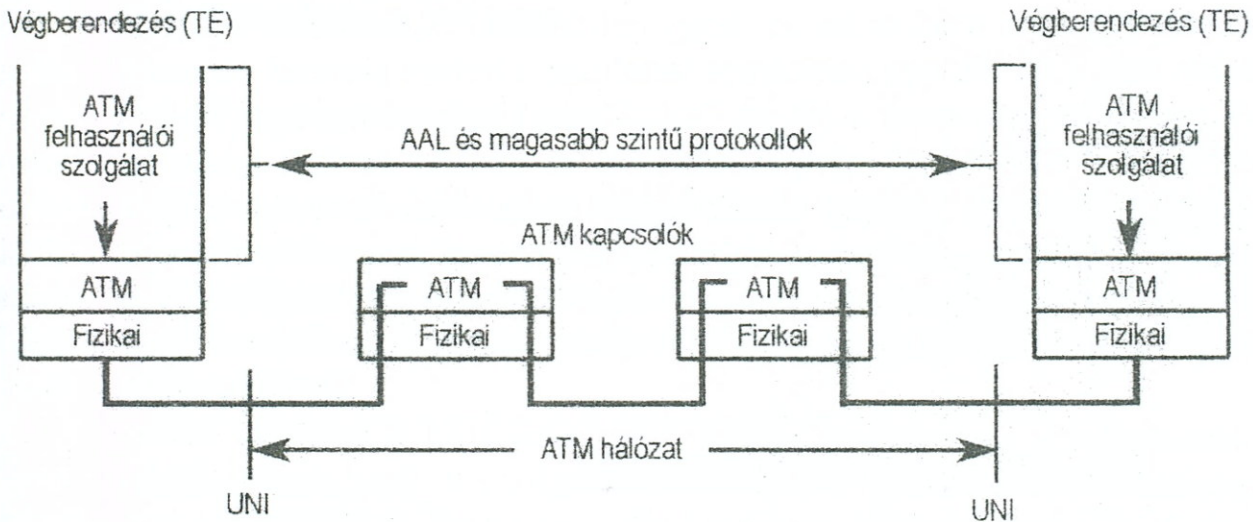 Végberendezés (TE)
Végberendezés (TE)
ATM
felhasználói
szolgálat
AAL és magasabb szintű protokollok
ATM
felhasználói
szolgálat
ATM kapcsolók
ATM
ATM
ATM
ATM
Fizikai
Fizikai
Fizikai
Fizikai
ATM hálózat
UNI
UNI